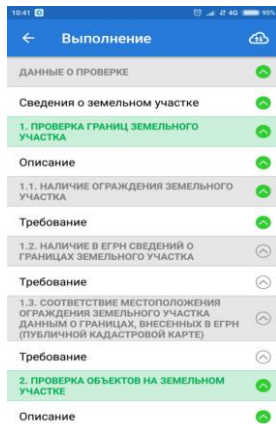 10:41 4G 95%
Выполнение
ДАННЫЕ О ПРОВЕРКЕ
Сведения о земельном участке
1. ПРОВЕРКА ГРАНИЦ ЗЕМЕЛЬНОГО
УЧАСТКА
Описание
1.1. НАЛИЧИЕ ОГРАЖДЕНИЯ ЗЕМЕЛЬНОГО
УЧАСТКА
Требование
1.2. НАЛИЧИЕ В ЕГРН СВЕДЕНИЙ О
ГРАНИЦАХ ЗЕМЕЛЬНОГО УЧАСТКА
Требование
1.3. СООТВЕТСТВИЕ МЕСТОПОЛОЖЕНИЯ
ОГРАЖДЕНИЯ ЗЕМЕЛЬНОГО УЧАСТКА
ДАННЫМ О ГРАНИЦАХ, ВНЕСЕННЫХ В ЕГРН
(ПУБЛИЧНОЙ КАДАСТРОВОЙ КАРТЕ)
Требование
2. ПРОВЕРКА ОБЪЕКТОВ НА ЗЕМЕЛЬНОМ
УЧАСТКЕ
Описание